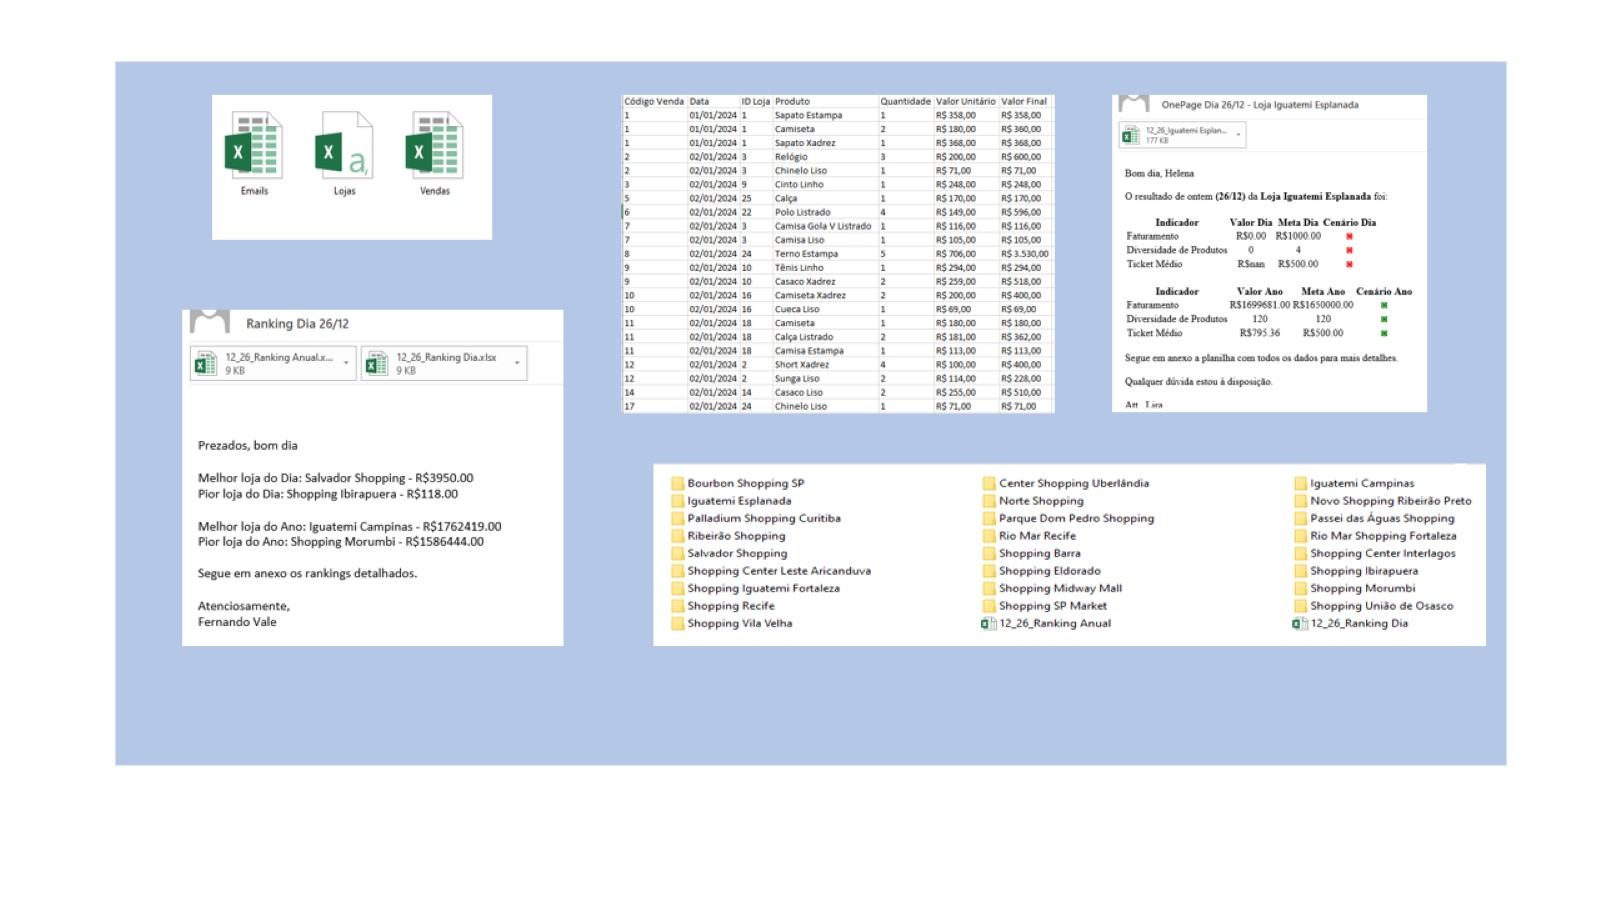 Emails Lojas Vendas
Código Venda Data ID Loja Produto Quantidade Valor Unitário Valor Final
1 01/01/2024 1 Sapato Estampa 1 R$ 358,00 R$ 358,00
1 01/01/2024 1 Camiseta 2 R$ 180,00 R$ 360,00
1 01/01/2024 1 Sapato Xadrez 1 R$ 368,00 R$ 368,00
2 02/01/2024 3 Relógio 3 R$ 200,00 R$ 600,00
2 02/01/2024 3 Chinelo Liso 1 R$ 71,00 R$ 71,00
3 02/01/2024 9 Cinto Linho 1 R$ 248,00 R$ 248,00
5 02/01/2024 25 Calça 1 R$ 170,00 R$ 170,00
6 02/01/2024 22 Polo Listrado 4 R$ 149,00 R$ 596,00
7 02/01/2024 3 Camisa Gola V Listrado 1 R$ 116,00 R$ 116,00
7 02/01/2024 3 Camisa Liso 1 R$ 105,00 R$ 105,00
8 02/01/2024 24 Terno Estampa 5 R$ 706,00 R$ 3.530,00
9 02/01/2024 10 Tênis Linho 1 R$ 294,00 R$ 294,00
9 02/01/2024 10 Casaco Xadrez 2 R$ 259,00 R$ 518,00
10 02/01/2024 16 Camiseta Xadrez 2 R$ 200,00 R$ 400,00
10 02/01/2024 16 Cueca Liso 1 R$ 69,00 R$ 69,00
11 02/01/2024 18 Camiseta 1 R$ 180,00 R$ 180,00
11 02/01/2024 18 Calça Listrado 2 R$ 181,00 R$ 362,00
11 02/01/2024 18 Camisa Estampa 1 R$ 113,00 R$ 113,00
12 02/01/2024 2 Short Xadrez 4 R$ 100,00 R$ 400,00
12 02/01/2024 2 Sunga Liso 2 R$ 114,00 R$ 228,00
14 02/01/2024 14 Casaco Liso 2 R$ 255,00 R$ 510,00
17 02/01/2024 24 Chinelo Liso 1 R$ 71,00 R$ 71,00
OnePage Dia 26/12 - Loja Iguatemi Esplanada
12_26_Iguatemi Esplan...
177 KB
Bom dia, Helena
O resultado de ontem (26/12) da Loja Iguatemi Esplanada foi:
Indicador Valor Dia Meta Dia Cenário Dia
Faturamento R$0.00 R$1000.00
Diversidade de Produtos 0 4
Ticket Médio R$nan R$500.00
Indicador Valor Ano Meta Ano Cenário Ano
Faturamento R$1699681.00 R$1650000.00
Diversidade de Produtos 120 120
Ticket Médio R$795.36 R$500.00
Segue em anexo a planilha com todos os dados para mais detalhes.
Qualquer dúvida estou à disposição.
Att., Lira
Ranking Dia 26/12
12_26_Ranking Anual.x... 12_26_Ranking Dia.xlsx
9 KB 9 KB
Prezados, bom dia
Melhor loja do Dia: Salvador Shopping - R$3950.00
Pior loja do Dia: Shopping Ibirapuera - R$118.00
Melhor loja do Ano: Iguatemi Campinas - R$1762419.00
Pior loja do Ano: Shopping Morumbi - R$1586444.00
Segue em anexo os rankings detalhados.
Atenciosamente,
Fernando Vale
Bourbon Shopping SP Center Shopping Uberlândia Iguatemi Campinas
Iguatemi Esplanada Norte Shopping Novo Shopping Ribeirão Preto
Palladium Shopping Curitiba Parque Dom Pedro Shopping Passei das Águas Shopping
Ribeirão Shopping Rio Mar Recife Rio Mar Shopping Fortaleza
Salvador Shopping Shopping Barra Shopping Center Interlagos
Shopping Center Leste Aricanduva Shopping Eldorado Shopping Ibirapuera
Shopping Iguatemi Fortaleza Shopping Midway Mall Shopping Morumbi
Shopping Recife Shopping SP Market Shopping União de Osasco
Shopping Vila Velha 12_26_Ranking Anual 12_26_Ranking Dia